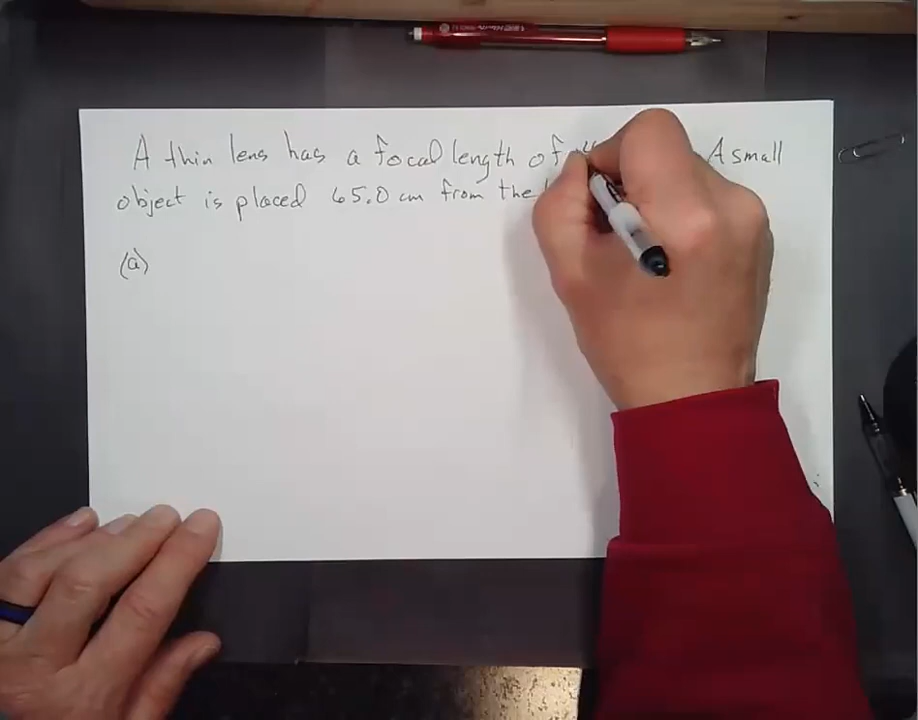 A thin lens has a focal length of A small
object is placed 65.0 cm from the
(a)